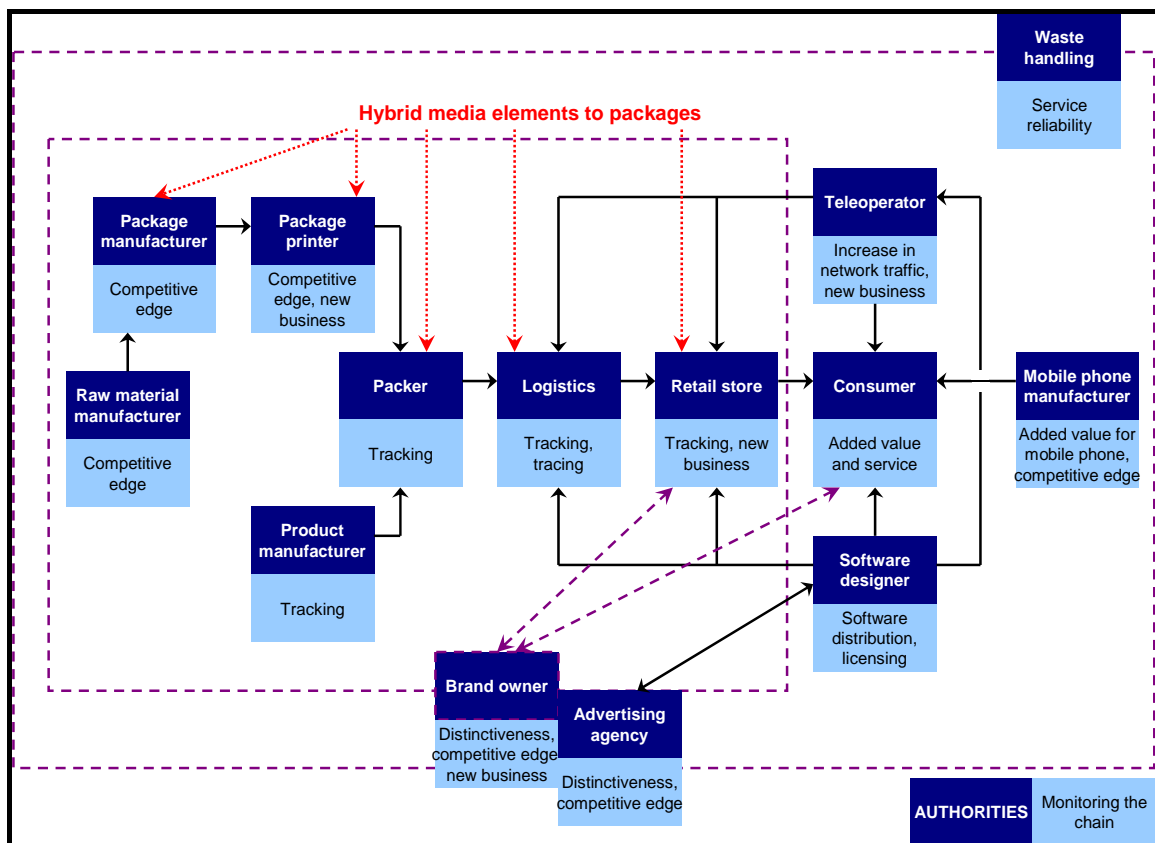 Waste
handling
Service
reliability
Hybrid media elements to packages
Package
manufacturer
Competitive
edge
Package
printer
Competitive
edge, new
business
Teleoperator
Increase in
network traffic,
new business
Raw material
manufacturer
Competitive
edge
Packer
Tracking
Logistics
Tracking,
tracing
Retail store
Tracking, new
business
Consumer
Added value
and service
Mobile phone
manufacturer
Added value for
mobile phone,
competitive edge
Product
manufacturer
Tracking
Software
designer
Software
distribution,
licensing
Brand owner
Distinctiveness,
competitive edge
new business
Advertising
agency
Distinctiveness,
competitive edge
AUTHORITIES
Monitoring the
chain